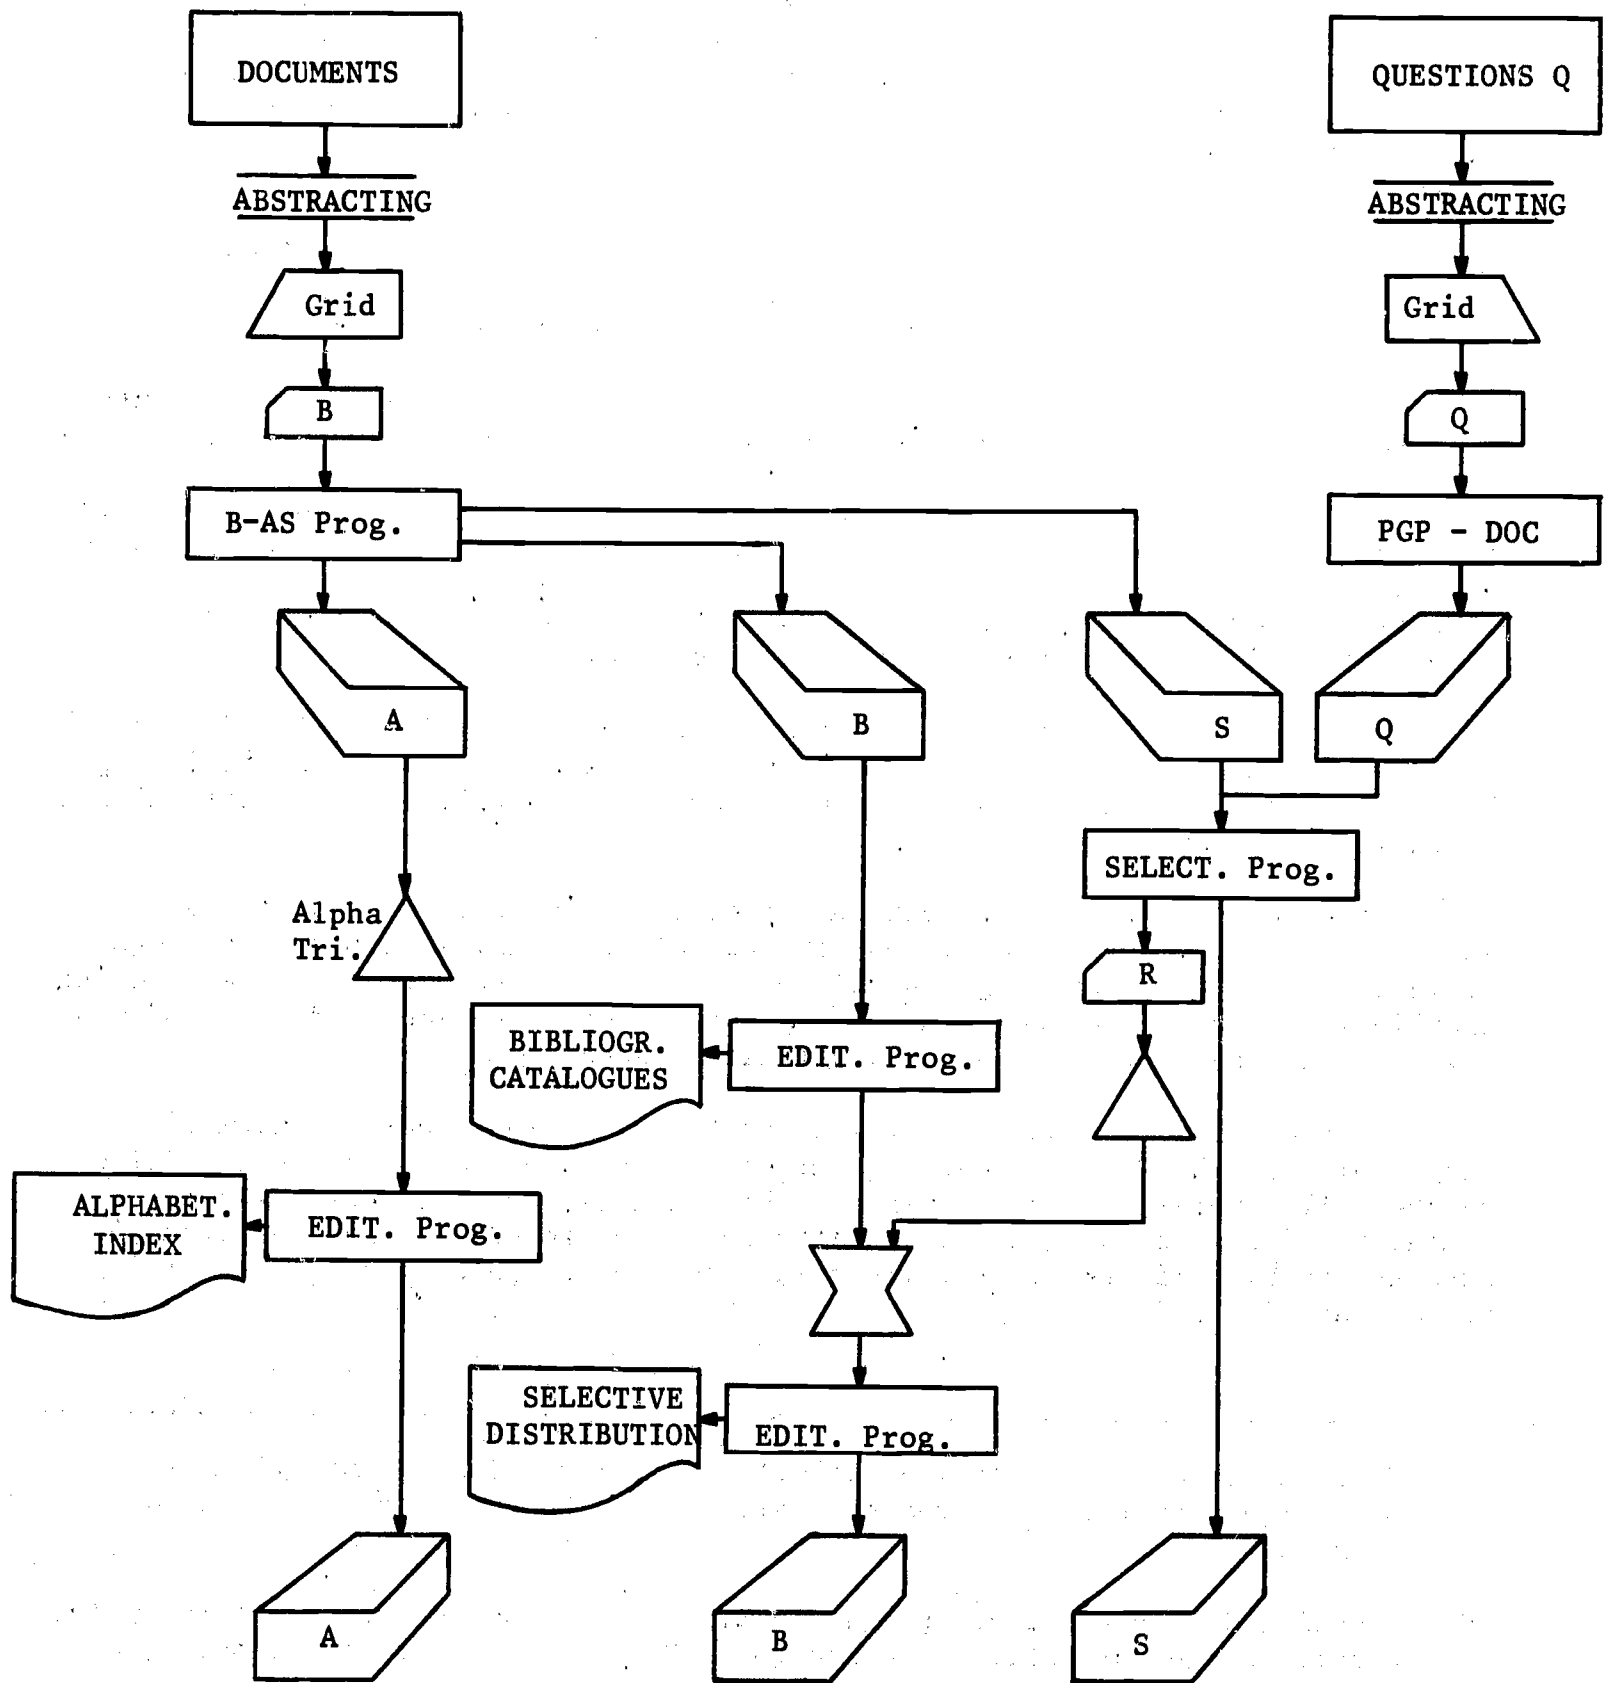 DOCUMENTS
QUESTIONS Q
ABSTRACTING
ABSTRACTING
Grid
Grid
B
Q
B-AS Prog.
PGP - DOC
A
B
S
Q
SELECT. Prog.
Alpha
Tri.
R
BIBLIOGR.
CATALOGUES
EDIT. Prog.
ALPHABET.
INDEX
EDIT. Prog.
SELECTIVE
DISTRIBUTION
EDIT. Prog.
A
B
S